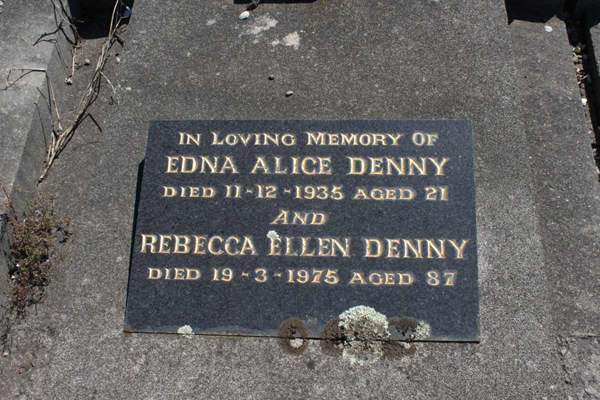 IN LOVING MEMORY OF
EDNA ALICE DENNY
DIED 11-12-1935 AGED 21
AND
REBECCA ELLEN DENNY
DIED 19-3-1975 AGED 87